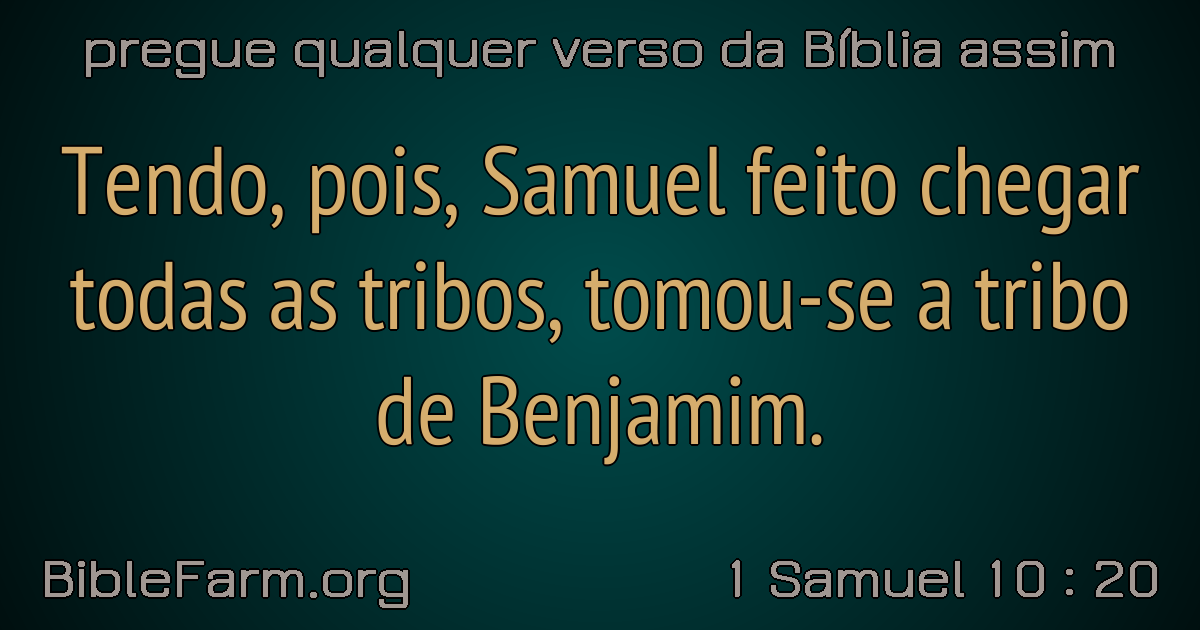 pregue qualquer verso da Bíblia assim
Tendo, pois, Samuel feito chegar
todas as tribos, tomou-se a tribo
de Benjamim.
BibleFarm.org
1 Samuel 10 : 20